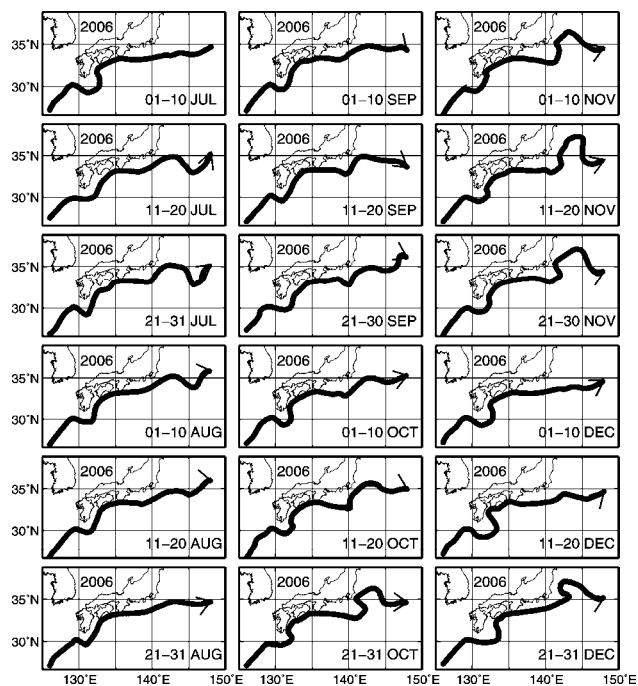 35°N 2006 2006 2006
30°N 01–10 JUL 01–10 SEP 01–10 NOV
35°N 2006 2006 2006
30°N 11–20 JUL 11–20 SEP 11–20 NOV
35°N 2006 2006 2006
30°N 21–31 JUL 21–30 SEP 21–30 NOV
35°N 2006 2006 2006
30°N 01–10 AUG 01–10 OCT 01–10 DEC
35°N 2006 2006 2006
30°N 11–20 AUG 11–20 OCT 11–20 DEC
35°N 2006 2006 2006
30°N 21–31 AUG 21–31 OCT 21–31 DEC
130°E 140°E 150°E 130°E 140°E 150°E 130°E 140°E 150°E